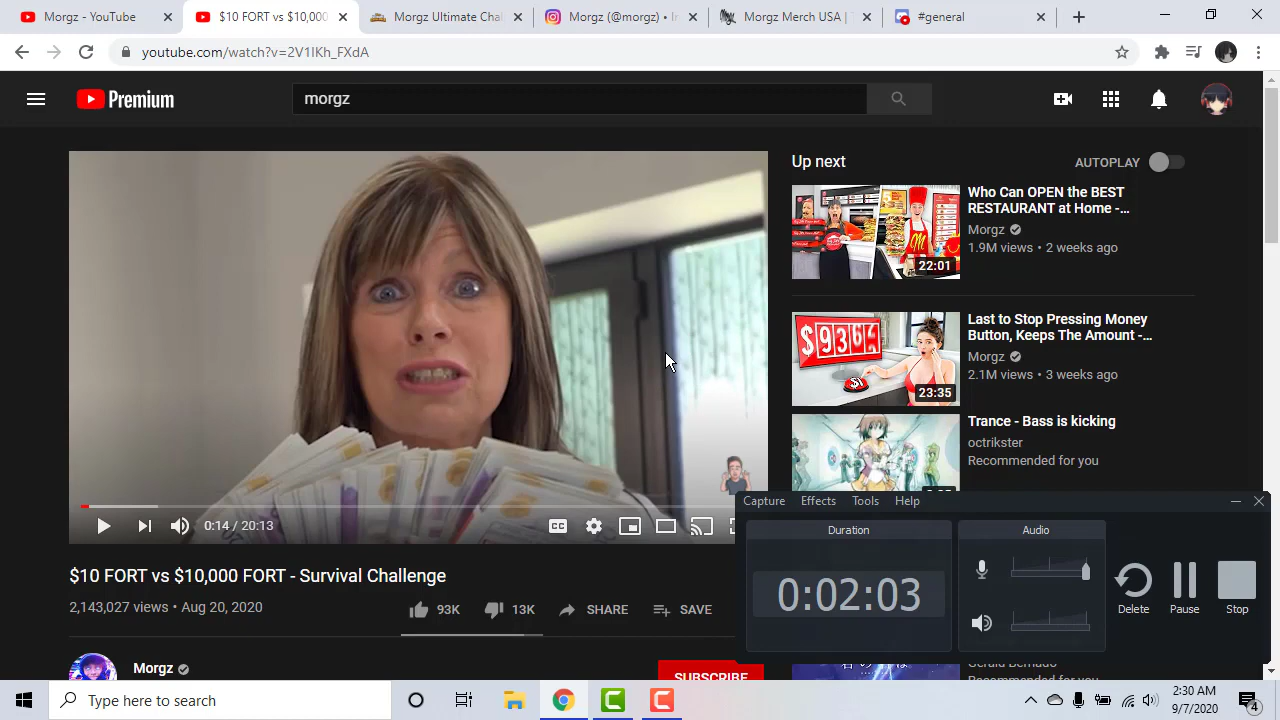 Morgz - YouTube
$10 FORT vs $10,000
Morgz Ultimate Chal
Morgz (@morgz) • I
Morgz Merch USA | T
#general
youtube.com/watch?v=2V1IKh_FXdA
Premium
morgz
Up next
AUTOPLAY
Who Can OPEN the BEST
RESTAURANT at Home -...
Morgz
1.9M views • 2 weeks ago
22:01
Last to Stop Pressing Money
Button, Keeps The Amount -...
Morgz
2.1M views • 3 weeks ago
23:35
Trance - Bass is kicking
octrikster
Recommended for you
0:14 / 20:13
CC
$10 FORT vs $10,000 FORT - Survival Challenge
2,143,027 views • Aug 20, 2020
93K
13K
SHARE
SAVE
Morgz
SUBSCRIBE
Capture
Effects
Tools
Help
Duration
0:02:03
Audio
Delete
Pause
Stop
Recommended for you
Type here to search
2:30 AM
9/7/2020
4